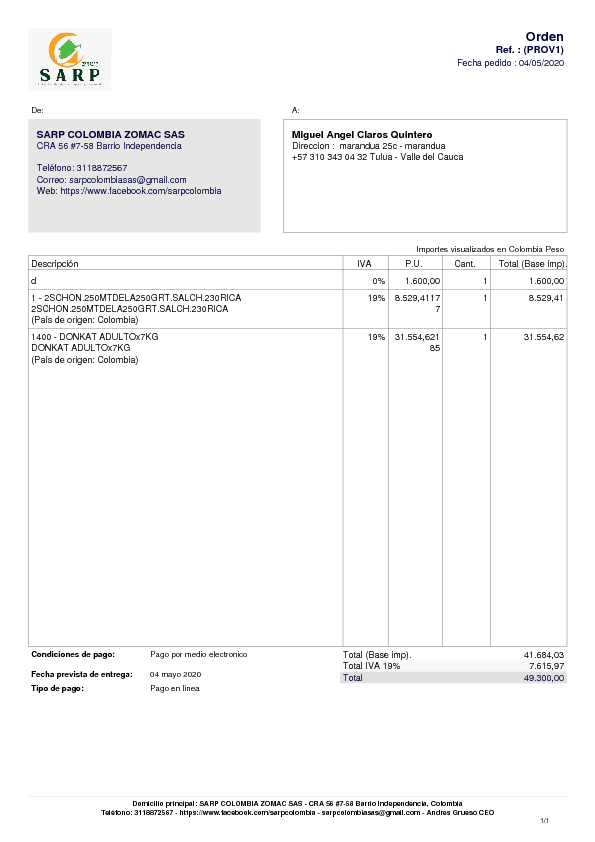 SARP
Orden
Ref. : (PROV1)
Fecha pedido : 04/05/2020
De:
A:
SARP COLOMBIA ZOMAC SAS
CRA 56 #7-58 Barrio Independencia
Teléfono: 3118872567
Correo: sarpcolombiasas@gmail.com
Web: https://www.facebook.com/sarpcolombia
Miguel Angel Claros Quintero
Direccion : marandua 25c - marandua
+57 310 343 04 32 Tulua - Valle del Cauca
Importes visualizados en Colombia Peso
Descripción IVA P.U. Cant. Total (Base imp).
d 0% 1.600,00 1 1.600,00
1 - 2SCHON.250MTDELA250GRT.SALCH.230RICA 19% 8.529,4117 1 8.529,41
2SCHON.250MTDELA250GRT.SALCH.230RICA 7
(País de origen: Colombia)
1400 - DONKAT ADULTOx7KG 19% 31.554,621 1 31.554,62
DONKAT ADULTOx7KG 85
(País de origen: Colombia)
Condiciones de pago: Pago por medio electronico
Fecha prevista de entrega: 04 mayo 2020
Tipo de pago: Pago en linea
Total (Base imp). 41.684,03
Total IVA 19% 7.615,97
Total 49.300,00
Domicilio principal: SARP COLOMBIA ZOMAC SAS - CRA 56 #7-58 Barrio Independencia, Colombia
Teléfono: 3118872567 - https://www.facebook.com/sarpcolombia - sarpcolombiasas@gmail.com - Andres Grueso CEO
1/1